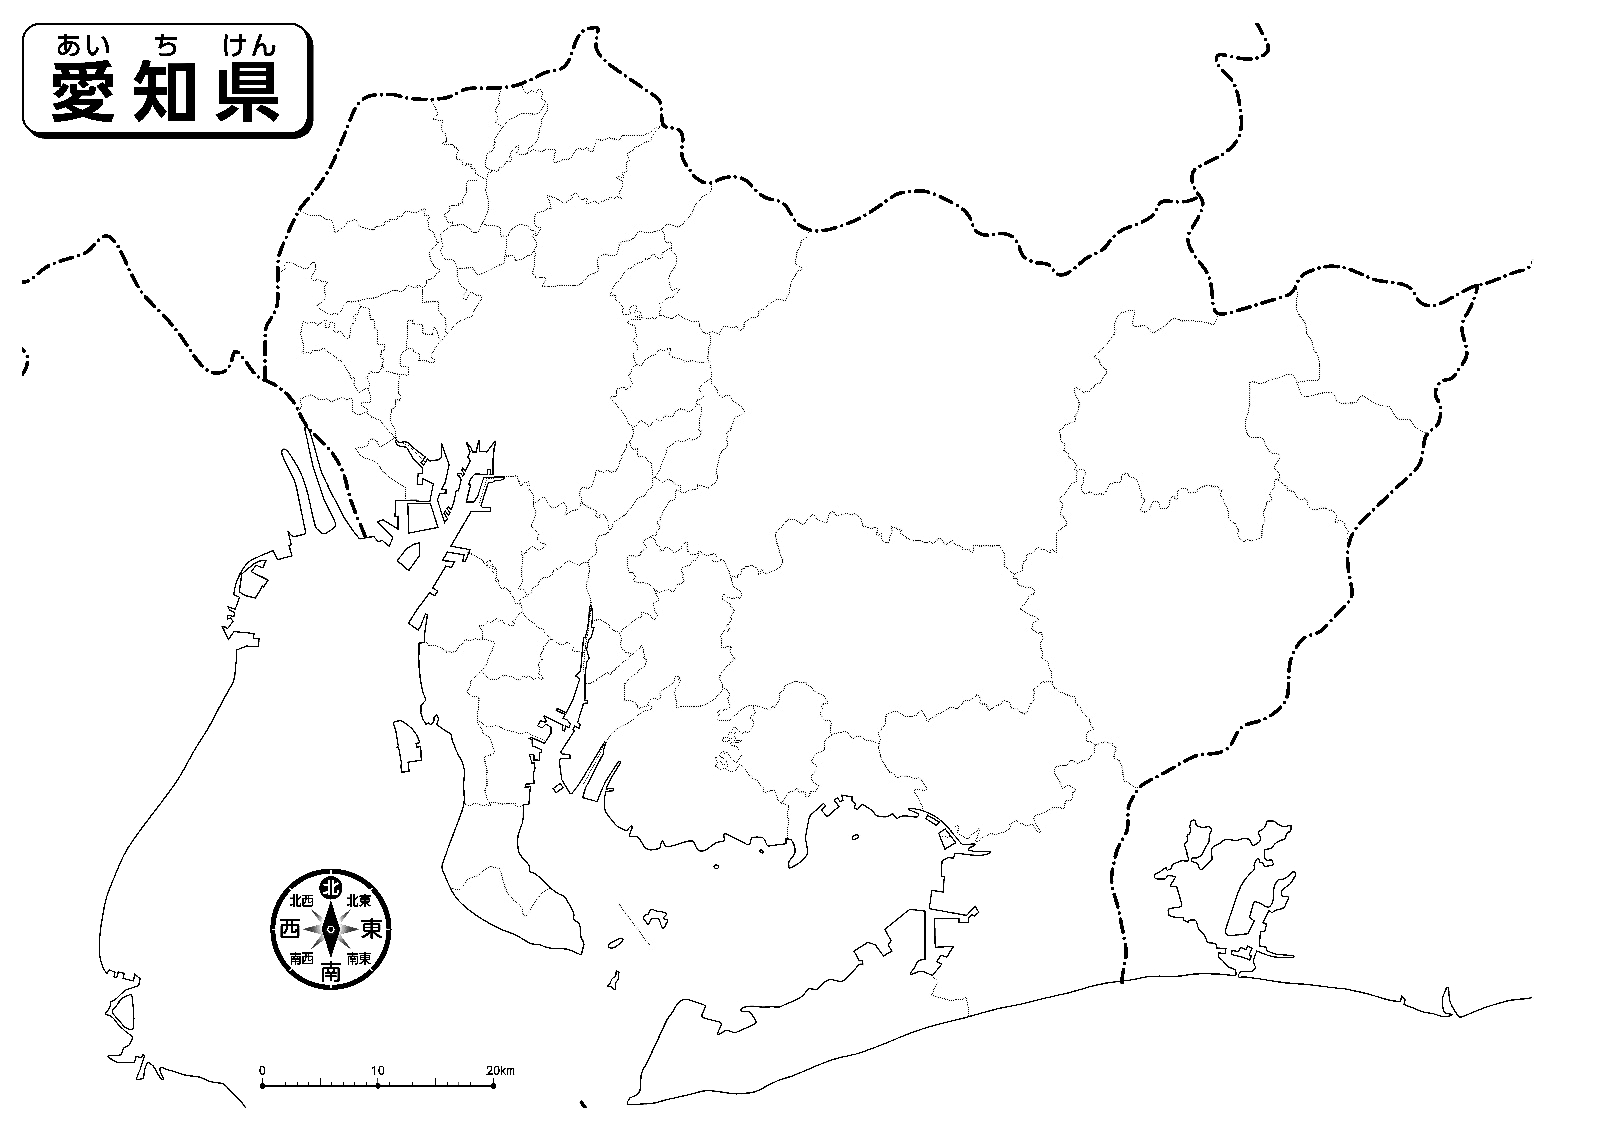 あい ち けん
愛知県
北
北西 北東
西 東
南西 南東
南
0 10 20km